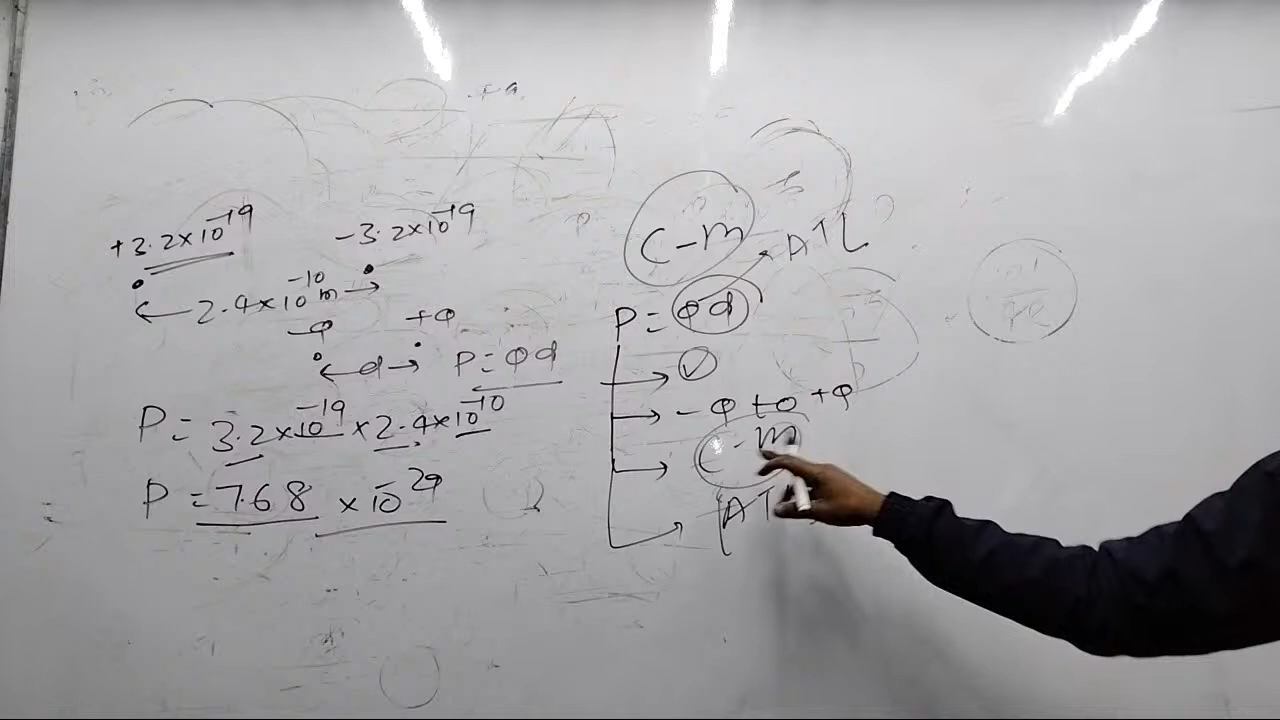 +3.2×10⁻¹⁹ -3.2×10⁻¹⁹
2.4×10⁻¹⁰ m
-Q +Q
d P=Qd
P= 3.2×10⁻¹⁹ × 2.4×10⁻¹⁰
P = 7.68 ×10⁻²⁹
C-m
ATL
P= Qd
✓
-Q to +Q
C-m
[AT